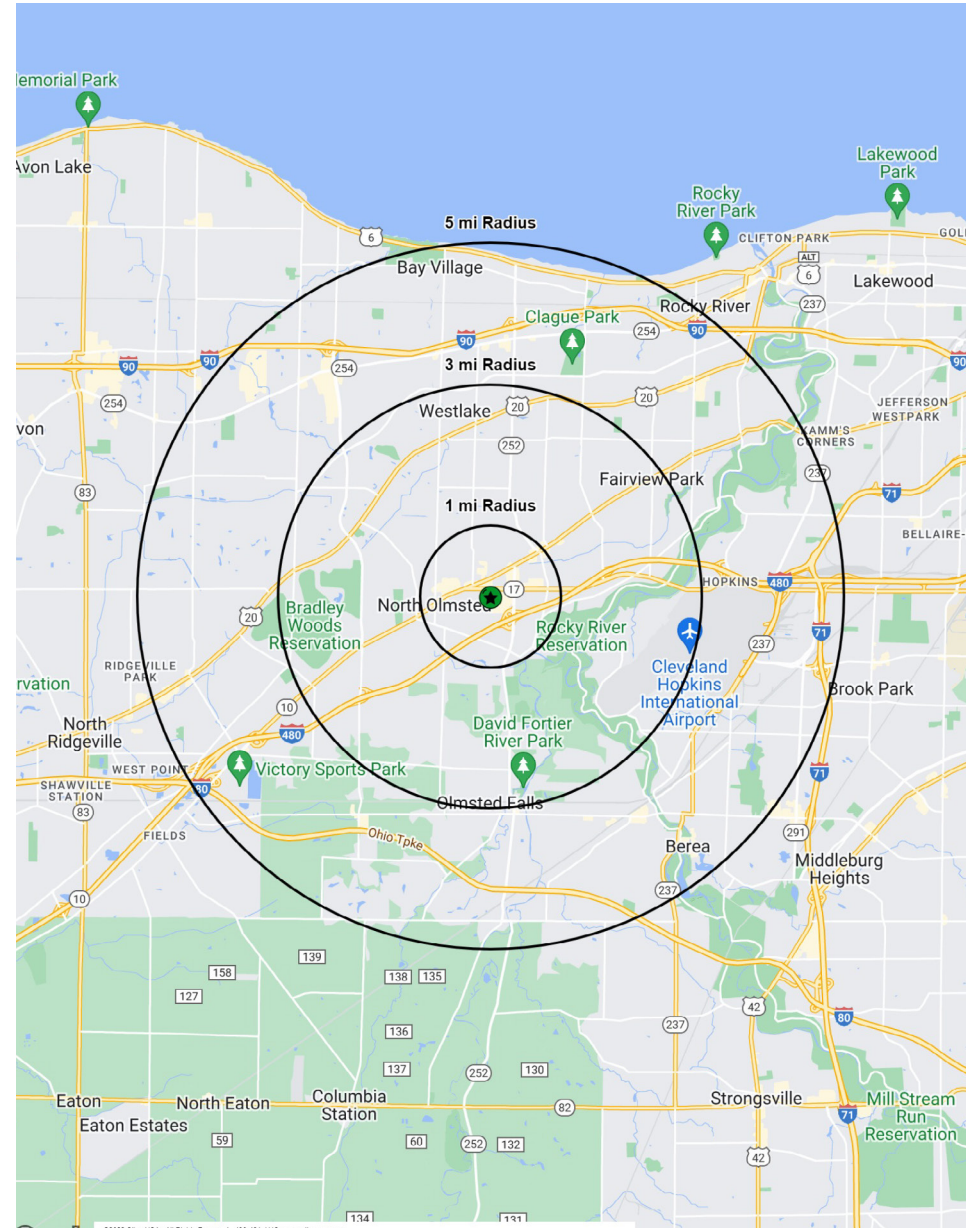 emorial Park
Avon Lake
Lakewood
Park
Rocky
River Park
5 mi Radius
6
CLIFTON PARK
GOL
ALT
6
Bay Village
Lakewood
237
Rocky River
Clague Park
254
90
90
90
90
90
90
254
3 mi Radius
254
Westlake
20
20
JEFFERSON
WESTPARK
von
252
KAMM'S
CORNERS
Fairview Park
237
83
71
1 mi Radius
BELLAIRE-
HOPKINS
480
17
North Olmsted
Bradley
Woods
Reservation
20
Rocky River
Reservation
71
237
RIDGEVILLE
PARK
Cleveland
Hopkins
International
Airport
rvation
Brook Park
10
North
Ridgeville
480
David Fortier
River Park
WEST POINT
Victory Sports Park
71
SHAWVILLE
STATION
80
83
Olmsted Falls
FIELDS
Ohio Tpke
291
Berea
Middleburg
Heights
237
10
139
158
138
135
127
42
80
136
237
137
252
130
Eaton
North Eaton
Columbia
Station
82
Strongsville
71
Mill Stream
Run
Reservation
Eaton Estates
59
60
252
132
42
134
131